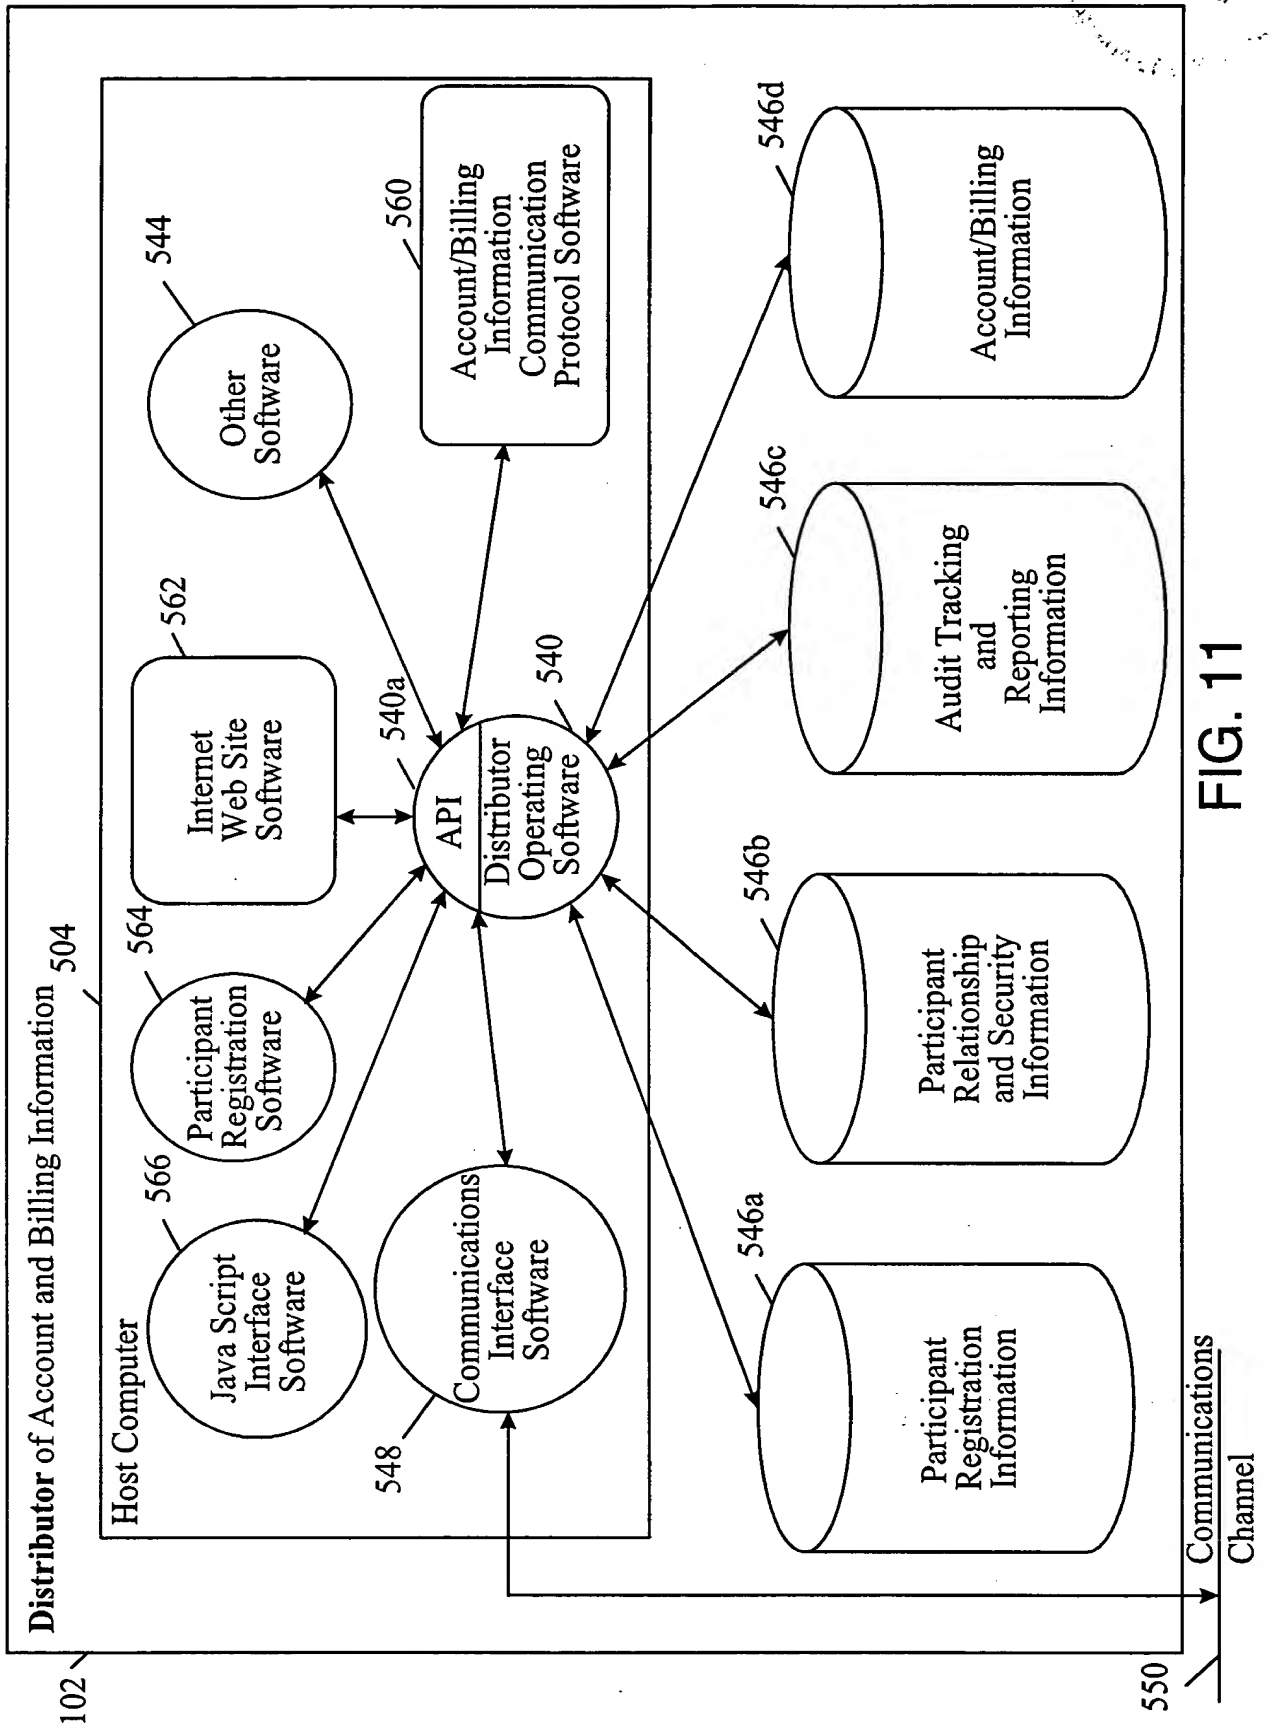 102
Distributor of Account and Billing Information
504
Host Computer
566
Java Script
Interface
Software
564
Participant
Registration
Software
562
Internet
Web Site
Software
544
Other
Software
548
Communications
Interface
Software
540a
API
Distributor
Operating
Software
540
560
Account/Billing
Information
Communication
Protocol Software
546a
Participant
Registration
Information
546b
Participant
Relationship
and Security
Information
546c
Audit Tracking
and
Reporting
Information
546d
Account/Billing
Information
550
Communications
Channel
FIG. 11